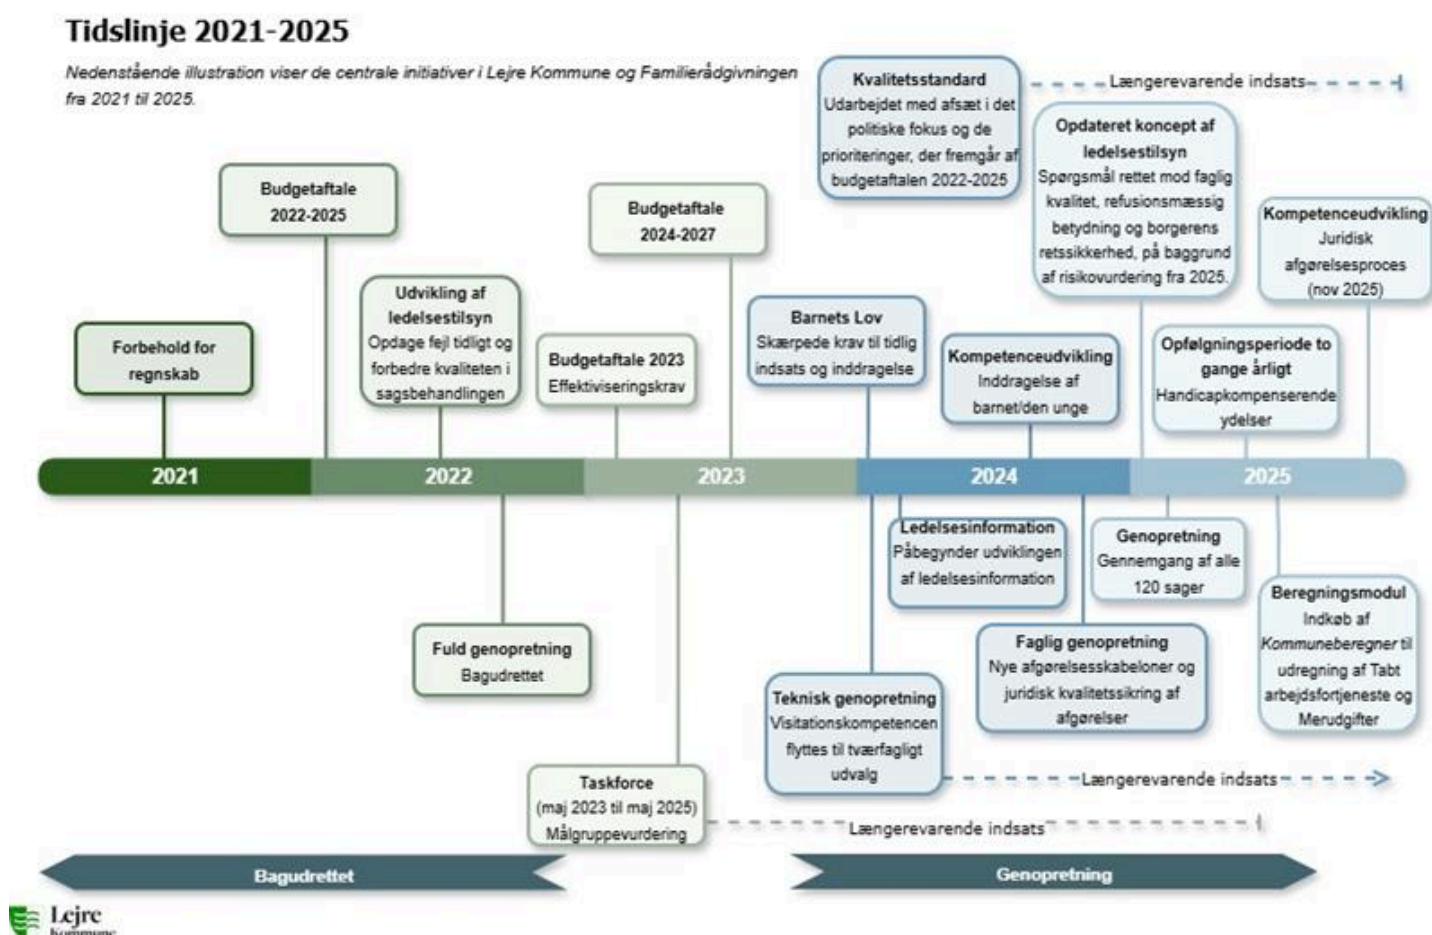 Tidslinje 2021-2025
Nedenstående illustration viser de centrale initiativer i Lejre Kommune og Familierådgivningen
fra 2021 til 2025.
Kvalitetsstandard
Udarbejdet med afsæt i det
politiske fokus og de
prioriteringer, der fremgår af
budgetaftalen 2022-2025
Længerevarende indsats
Opdateret koncept af
ledelsestilsyn
Spørgsmål rettet mod faglig
kvalitet, refusionsmæssig
betydning og borgerens
retssikkerhed, på baggrund
af risikovurdering fra 2025.
Budgetaftale
2022-2025
Budgetaftale
2024-2027
Kompetenceudvikling
Juridisk
afgørelsesproces
(nov 2025)
Forbehold for
regnskab
Udvikling af
ledelsestilsyn
Opdage fejl tidligt og
forbedre kvaliteten i
sagsbehandlingen
Budgetaftale 2023
Effektiviseringskrav
Barnets Lov
Skærpede krav til tidlig
indsats og inddragelse
Kompetenceudvikling
Inddragelse af
barnet/den unge
Opfølgningsperiode to
gange årligt
Handicapkompenserende
ydelser
2021
2022
2023
2024
2025
Fuld genopretning
Bagudrettet
Taskforce
(maj 2023 til maj 2025)
Målgruppevurdering
Længerevarende indsats
Teknisk genopretning
Visitationskompetencen
flyttes til tværfagligt
udvalg
Længerevarende indsats
Ledelsesinformation
Påbegynder udviklingen
af ledelsesinformation
Faglig genopretning
Nye afgørelsesskabeloner og
juridisk kvalitetssikring af
afgørelser
Genopretning
Gennemgang af alle
120 sager
Beregningsmodul
Indkøb af
Kommuneberegner til
udregning af Tabt
arbejdsfortjeneste og
Merudgifter
Bagudrettet
Genopretning
Lejre
Kommune